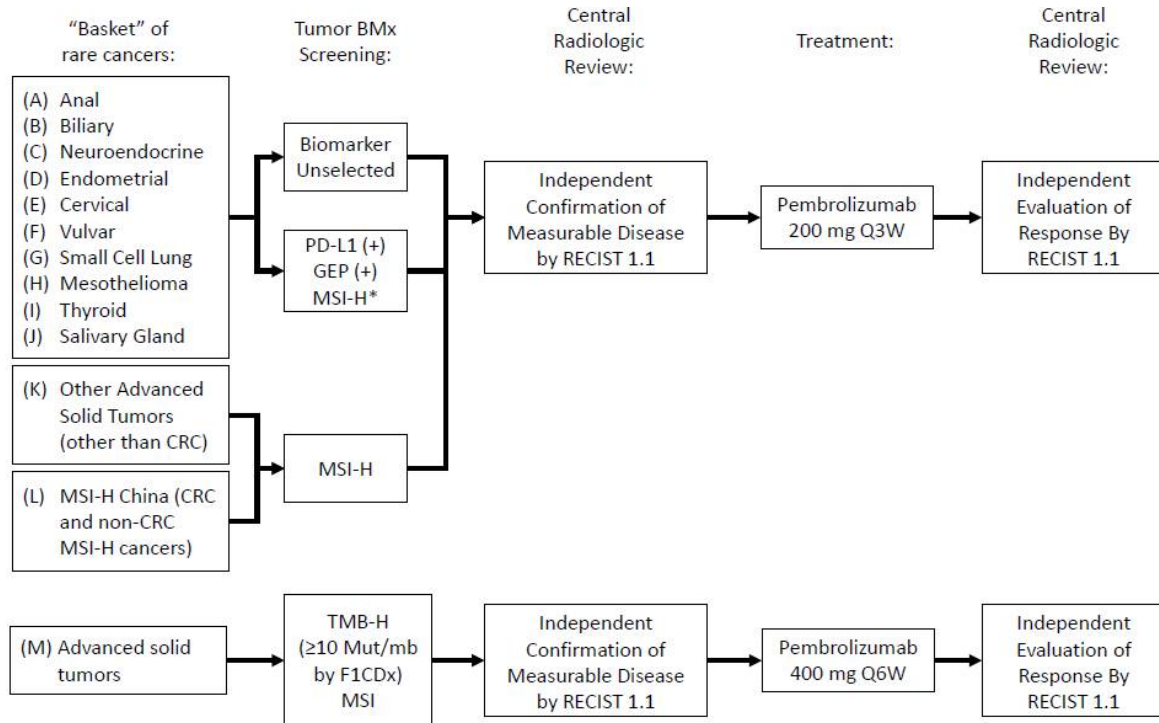 “Basket” of
rare cancers:
Tumor BMx
Screening:
Central
Radiologic
Review:
Treatment:
Central
Radiologic
Review:
(A) Anal
(B) Biliary
(C) Neuroendocrine
(D) Endometrial
(E) Cervical
(F) Vulvar
(G) Small Cell Lung
(H) Mesothelioma
(I) Thyroid
(J) Salivary Gland
Biomarker
Unselected
PD-L1 (+)
GEP (+)
MSI-H*
Independent
Confirmation of
Measurable Disease
by RECIST 1.1
Pembrolizumab
200 mg Q3W
Independent
Evaluation of
Response By
RECIST 1.1
(K) Other Advanced
Solid Tumors
(other than CRC)
(L) MSI-H China (CRC
and non-CRC
MSI-H cancers)
MSI-H
(M) Advanced solid
tumors
TMB-H
(≥10 Mut/mb
by F1CDx)
MSI
Independent
Confirmation of
Measurable Disease
by RECIST 1.1
Pembrolizumab
400 mg Q6W
Independent
Evaluation of
Response By
RECIST 1.1